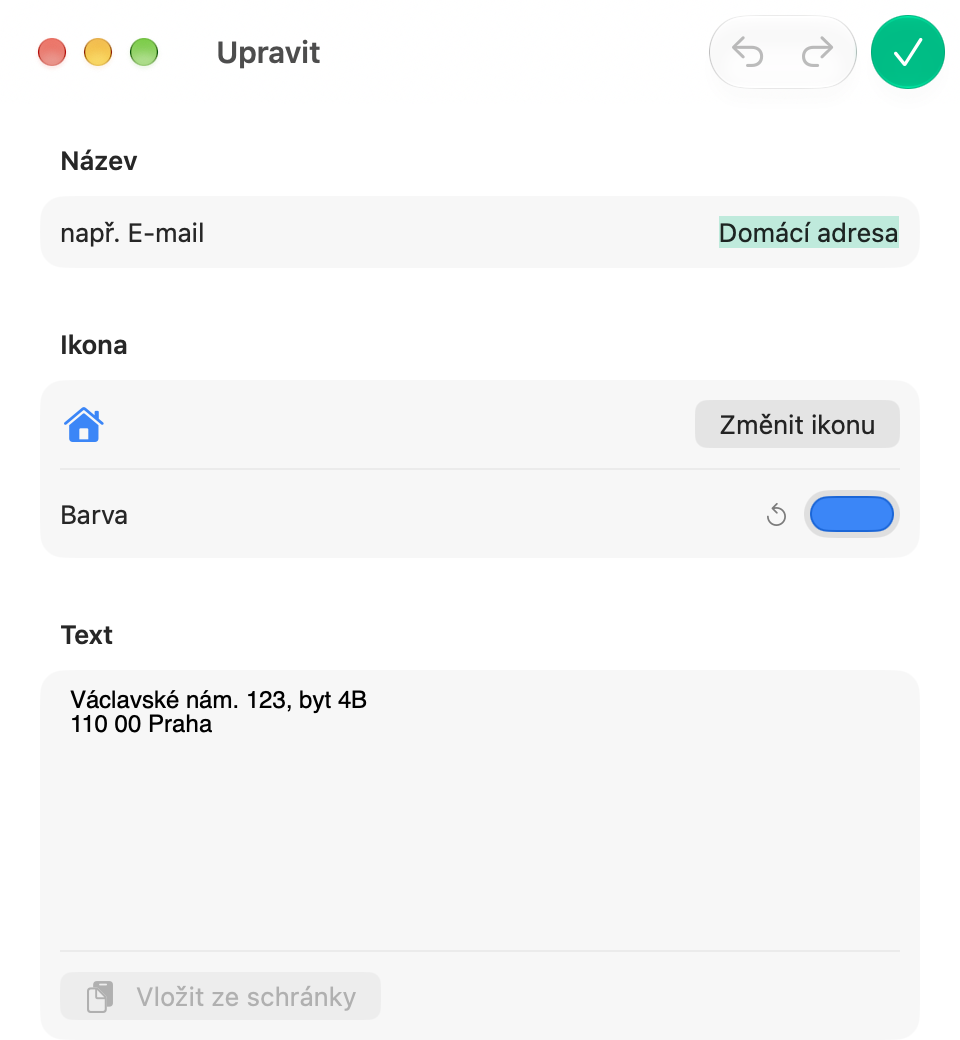 Upravit
Název
např. E-mail
Domácí adresa
Ikona
Změnit ikonu
Barva
Text
Václavské nám. 123, byt 4B
110 00 Praha
Vložit ze schránky